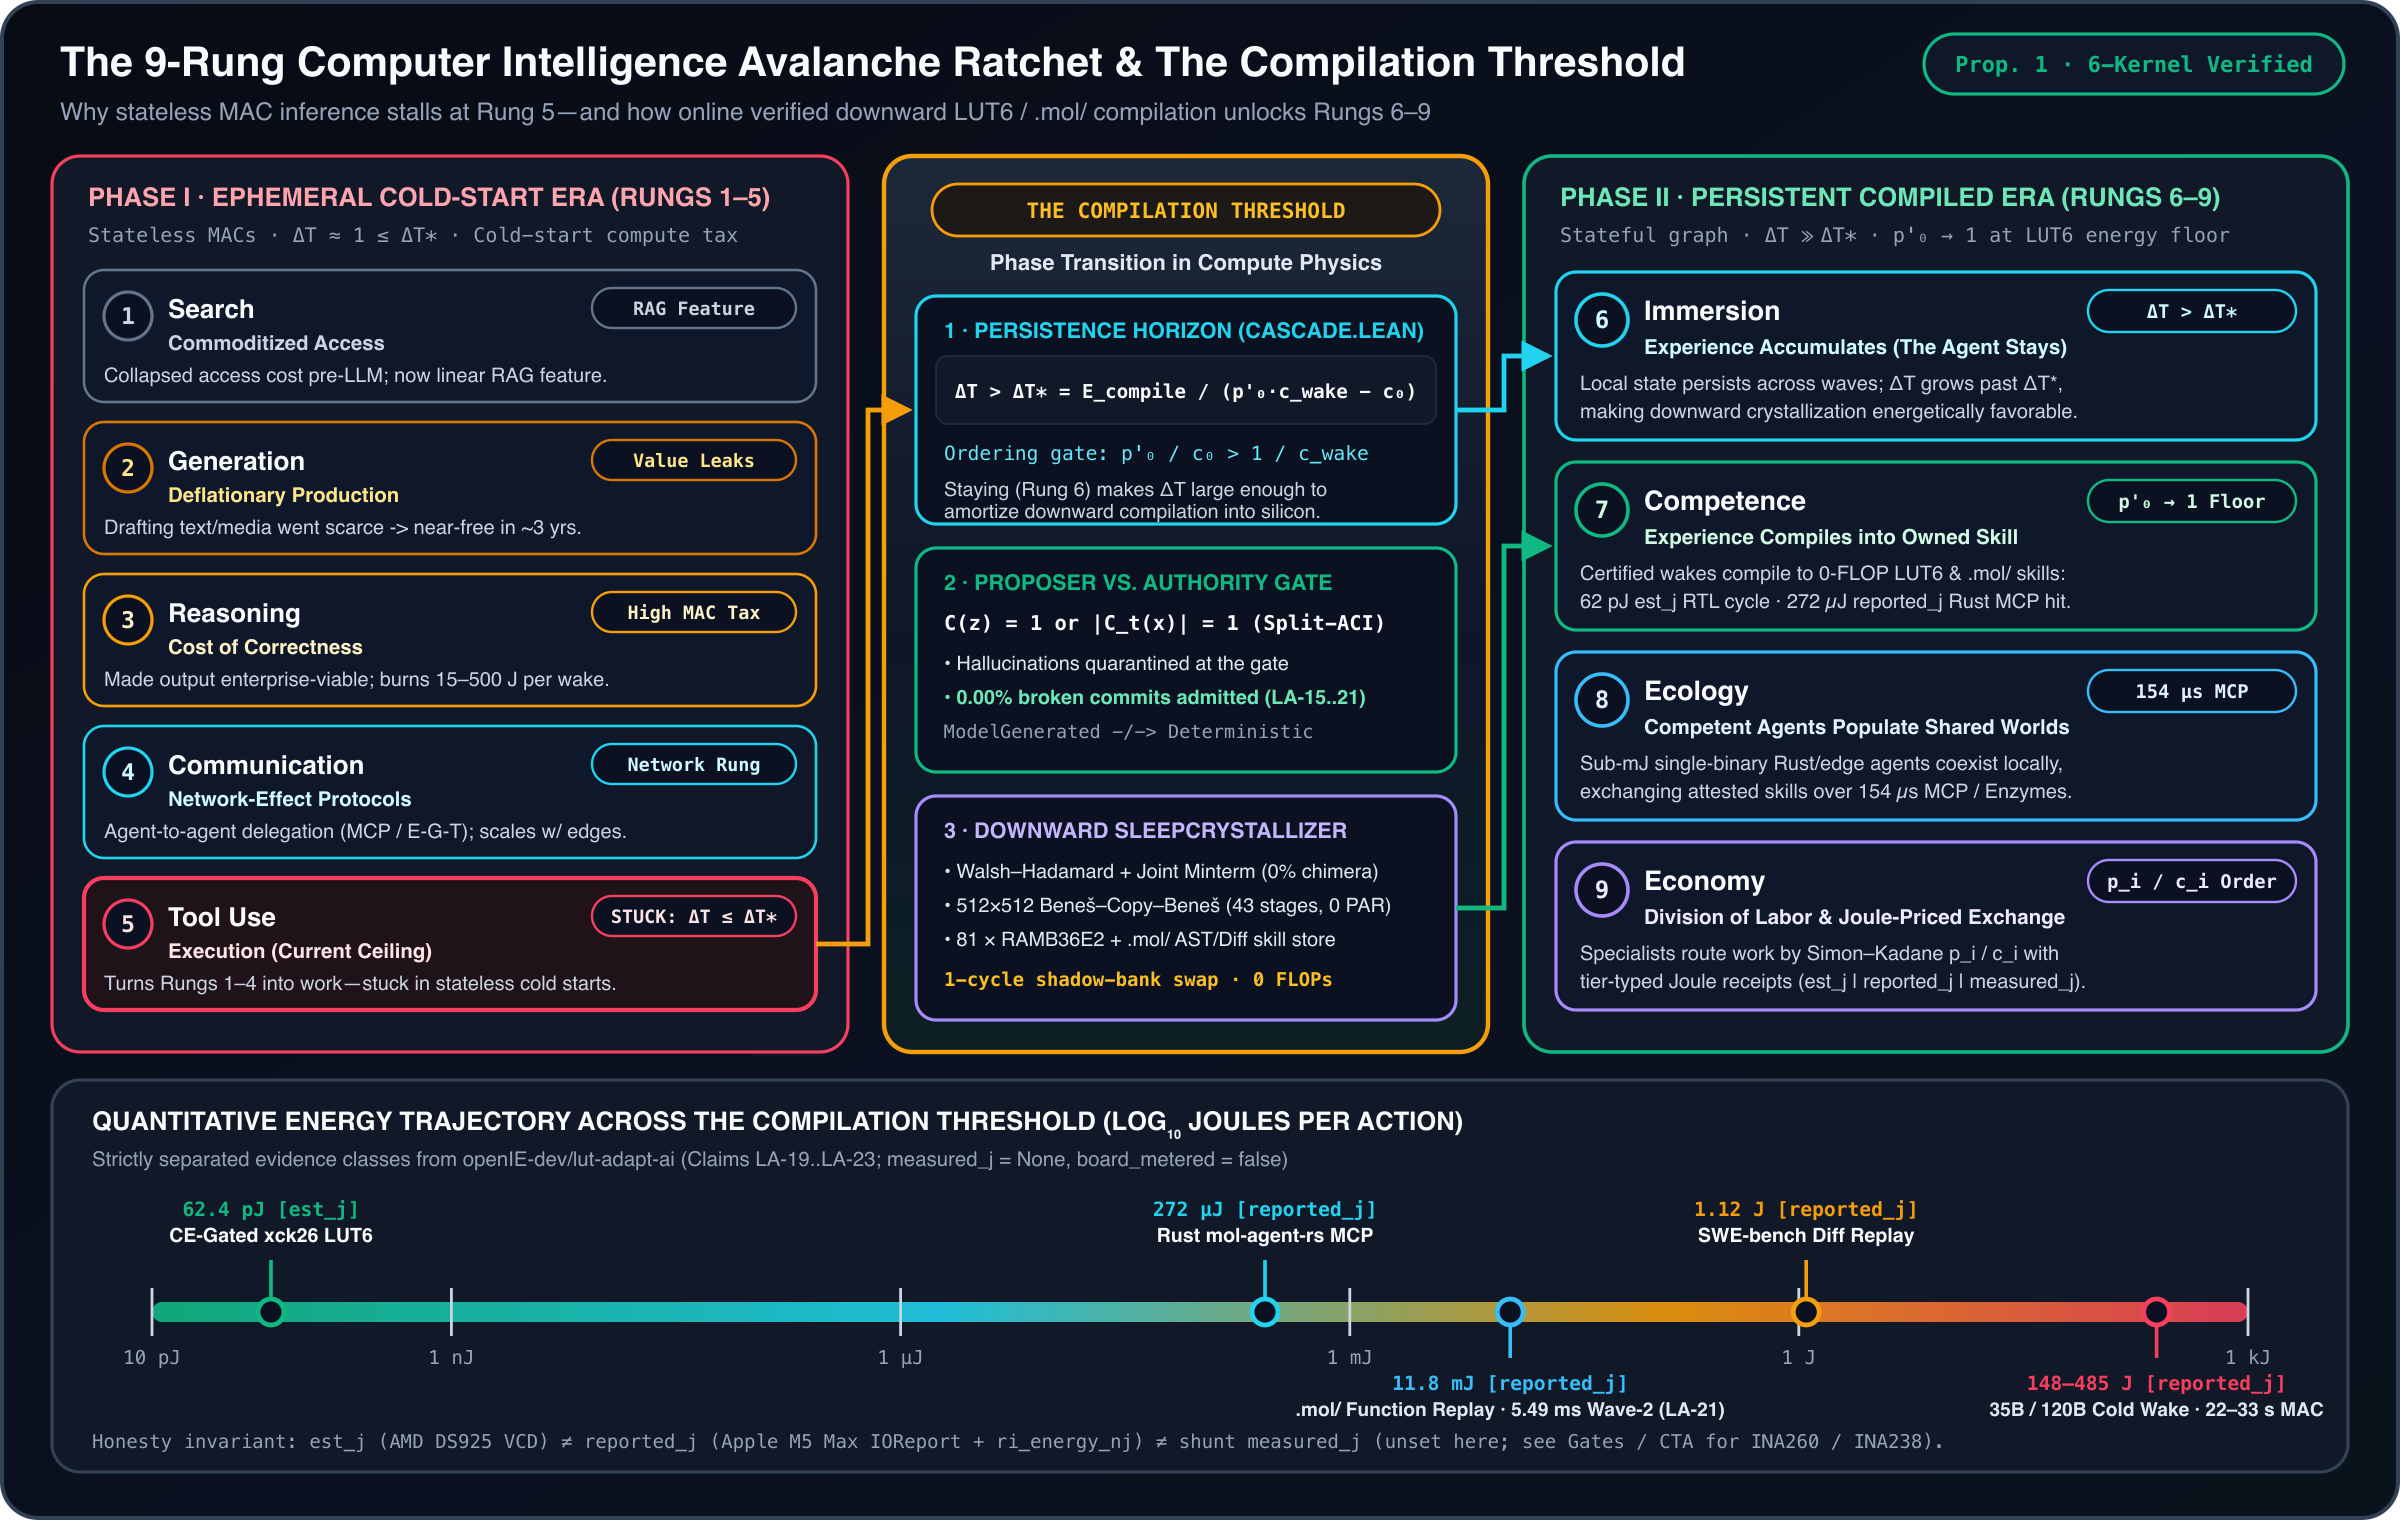 The 9-Rung Computer Intelligence Avalanche Ratchet & The Compilation Threshold
Prop. 1 · 6-Kernel Verified
Why stateless MAC inference stalls at Rung 5—and how online verified downward LUT6 / .mol/ compilation unlocks Rungs 6–9
PHASE I · EPHEMERAL COLD-START ERA (RUNGS 1–5)
Stateless MACs · ΔT ≈ 1 ≤ ΔT* · Cold-start compute tax
1
Search
RAG Feature
Commoditized Access
Collapsed access cost pre-LLM; now linear RAG feature.
2
Generation
Value Leaks
Deflationary Production
Drafting text/media went scarce -> near-free in ~3 yrs.
3
Reasoning
High MAC Tax
Cost of Correctness
Made output enterprise-viable; burns 15–500 J per wake.
4
Communication
Network Rung
Network-Effect Protocols
Agent-to-agent delegation (MCP / E-G-T); scales w/ edges.
5
Tool Use
STUCK: ΔT ≤ ΔT*
Execution (Current Ceiling)
Turns Rungs 1–4 into work—stuck in stateless cold starts.
THE COMPILATION THRESHOLD
Phase Transition in Compute Physics
1 · PERSISTENCE HORIZON (CASCADE.LEAN)
ΔT > ΔT* = E_compile / (p'₀·c_wake − c₀)
Ordering gate: p'₀ / c₀ > 1 / c_wake
Staying (Rung 6) makes ΔT large enough to
amortize downward compilation into silicon.
2 · PROPOSER VS. AUTHORITY GATE
C(z) = 1 or |C_t(x)| = 1 (Split-ACI)
• Hallucinations quarantined at the gate
• 0.00% broken commits admitted (LA-15..21)
ModelGenerated -/-> Deterministic
3 · DOWNWARD SLEEPCRYSTALLIZER
• Walsh–Hadamard + Joint Minterm (0% chimera)
• 512×512 Beneš–Copy–Beneš (43 stages, 0 PAR)
• 81 × RAMB36E2 + .mol/ AST/Diff skill store
1-cycle shadow-bank swap · 0 FLOPs
PHASE II · PERSISTENT COMPILED ERA (RUNGS 6–9)
Stateful graph · ΔT ≫ ΔT* · p'₀ → 1 at LUT6 energy floor
6
Immersion
ΔT > ΔT*
Experience Accumulates (The Agent Stays)
Local state persists across waves; ΔT grows past ΔT*,
making downward crystallization energetically favorable.
7
Competence
p'₀ → 1 Floor
Experience Compiles into Owned Skill
Certified wakes compile to 0-FLOP LUT6 & .mol/ skills:
62 pJ est_j RTL cycle · 272 µJ reported_j Rust MCP hit.
8
Ecology
154 µs MCP
Competent Agents Populate Shared Worlds
Sub-mJ single-binary Rust/edge agents coexist locally,
exchanging attested skills over 154 µs MCP / Enzymes.
9
Economy
p_i / c_i Order
Division of Labor & Joule-Priced Exchange
Specialists route work by Simon–Kadane p_i / c_i with
tier-typed Joule receipts (est_j | reported_j | measured_j).
QUANTITATIVE ENERGY TRAJECTORY ACROSS THE COMPILATION THRESHOLD (LOG₁₀ JOULES PER ACTION)
Strictly separated evidence classes from openIE-dev/lut-adapt-ai (Claims LA-19..LA-23; measured_j = None, board_metered = false)
62.4 pJ [est_j]
CE-Gated xck26 LUT6
272 µJ [reported_j]
Rust mol-agent-rs MCP
1.12 J [reported_j]
SWE-bench Diff Replay
10 pJ
1 nJ
1 µJ
1 mJ
1 J
1 kJ
11.8 mJ [reported_j]
.mol/ Function Replay · 5.49 ms Wave-2 (LA-21)
148–485 J [reported_j]
35B / 120B Cold Wake · 22–33 s MAC
Honesty invariant: est_j (AMD DS925 VCD) ≠ reported_j (Apple M5 Max IOReport + ri_energy_nj) ≠ shunt measured_j (unset here; see Gates / CTA for INA260 / INA238).